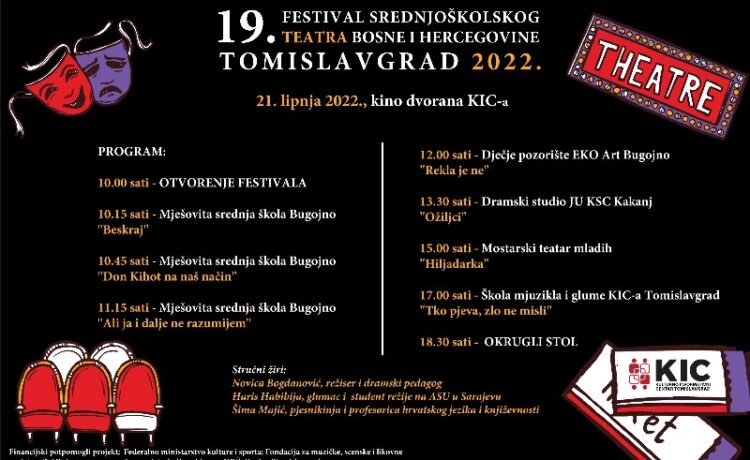 19. FESTIVAL SREDNJOŠKOLSKOG
TEATRA BOSNE I HERCEGOVINE
TOMISLAVGRAD 2022.
THEATRE
21. lipnja 2022., kino dvorana KIC-a
PROGRAM:
10.00 sati - OTVORENJE FESTIVALA
10.15 sati - Mješovita srednja škola Bugojno
"Beskraj"
10.45 sati - Mješovita srednja škola Bugojno
"Don Kihot na naš način"
11.15 sati - Mješovita srednja škola Bugojno
"Ali ja i dalje ne razumijem"
12.00 sati - Dječje pozorište EKO Art Bugojno
"Rekla je ne"
13.30 sati - Dramski studio JU KSC Kakanj
"Ožiljci"
15.00 sati - Mostarski teatar mladih
"Hiljadarka"
17.00 sati - Škola mjuzikla i glume KIC-a Tomislavgrad
"Tko pjeva, zlo ne misli"
18.30 sati - OKRUGLI STOL
Stručni žiri:
Novica Bogdanović, režiser i dramski pedagog
Haris Habibija, glumac i student režije na ASU u Sarajevu
Šima Majić, pjesnikinja i profesorica hrvatskog jezika i književnosti
KIC
KULTURNO INFORMATIVNI
CENTAR TOMISLAVGRAD
Financijski potpomogli projekt: Federalno ministarstvo kulture i sporta; Fondacija za muzičke, scenske i likovne